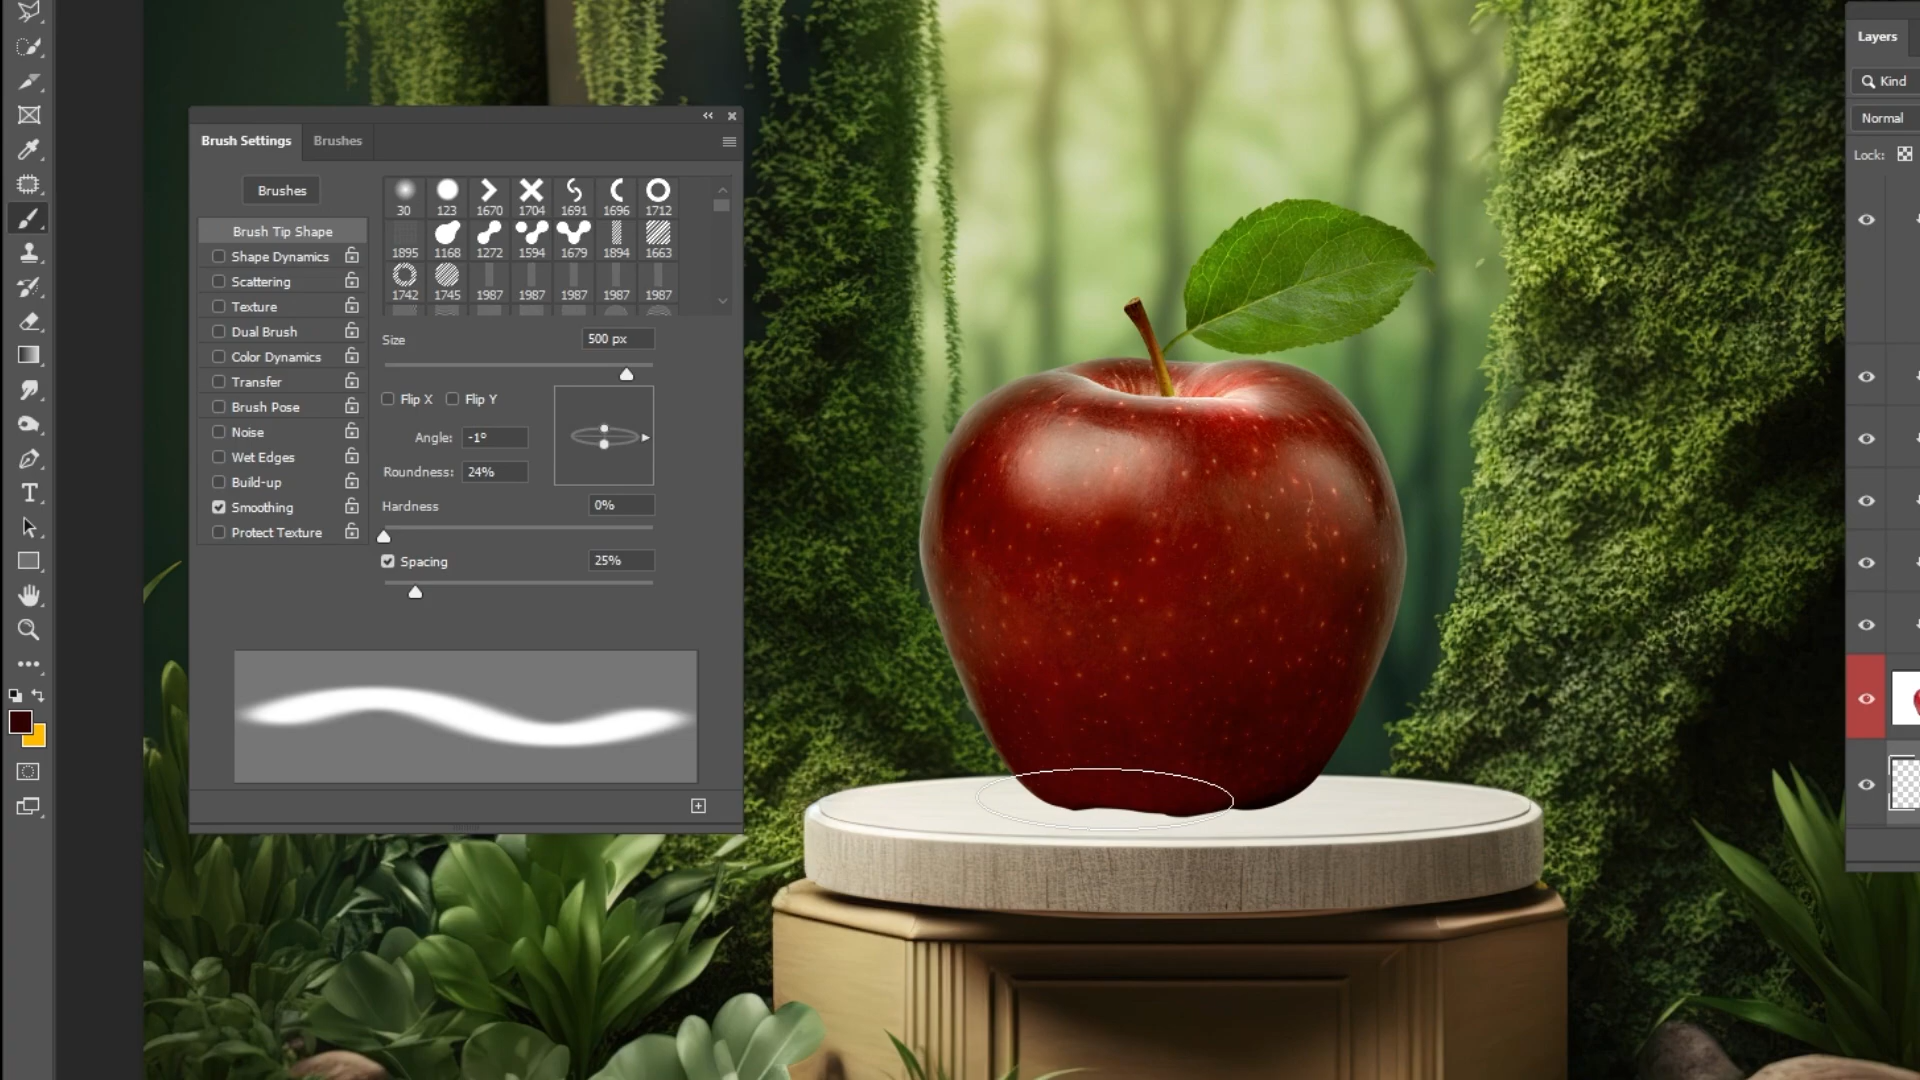 Brush Settings Brushes
Brushes
Brush Tip Shape
Shape Dynamics
Scattering
Texture
Dual Brush
Color Dynamics
Transfer
Brush Pose
Noise
Wet Edges
Build-up
Smoothing
Protect Texture
30 123 1670 1704 1691 1696 1712
1895 1168 1272 1594 1679 1894 1663
1742 1745 1987 1987 1987 1987 1987
Size 500 px
Flip X Flip Y
Angle: -1°
Roundness: 24%
Hardness 0%
Spacing 25%
T
Layers
Kind
Normal
Lock: